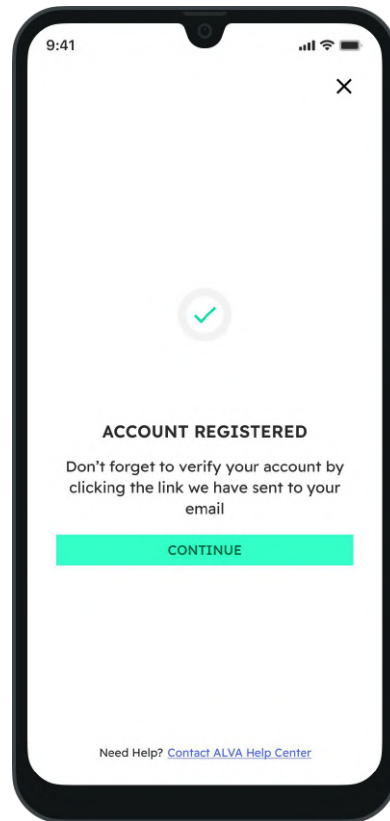 9:41
ACCOUNT REGISTERED
Don’t forget to verify your account by
clicking the link we have sent to your
email
CONTINUE
Need Help? Contact ALVA Help Center